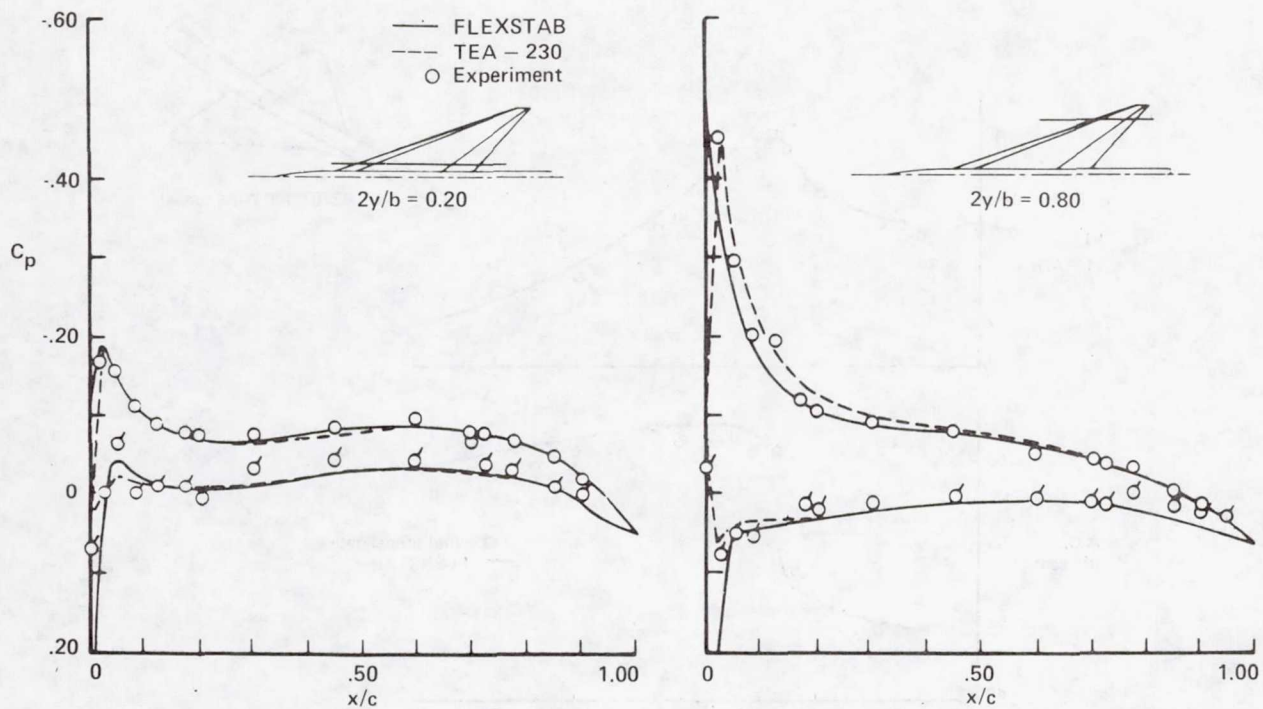 -.60
FLEXSTAB
TEA – 230
Experiment
-.40
2y/b = 0.20
2y/b = 0.80
Cp
.20
0
.20
0
.50
1.00
0
.50
1.00
x/c
x/c